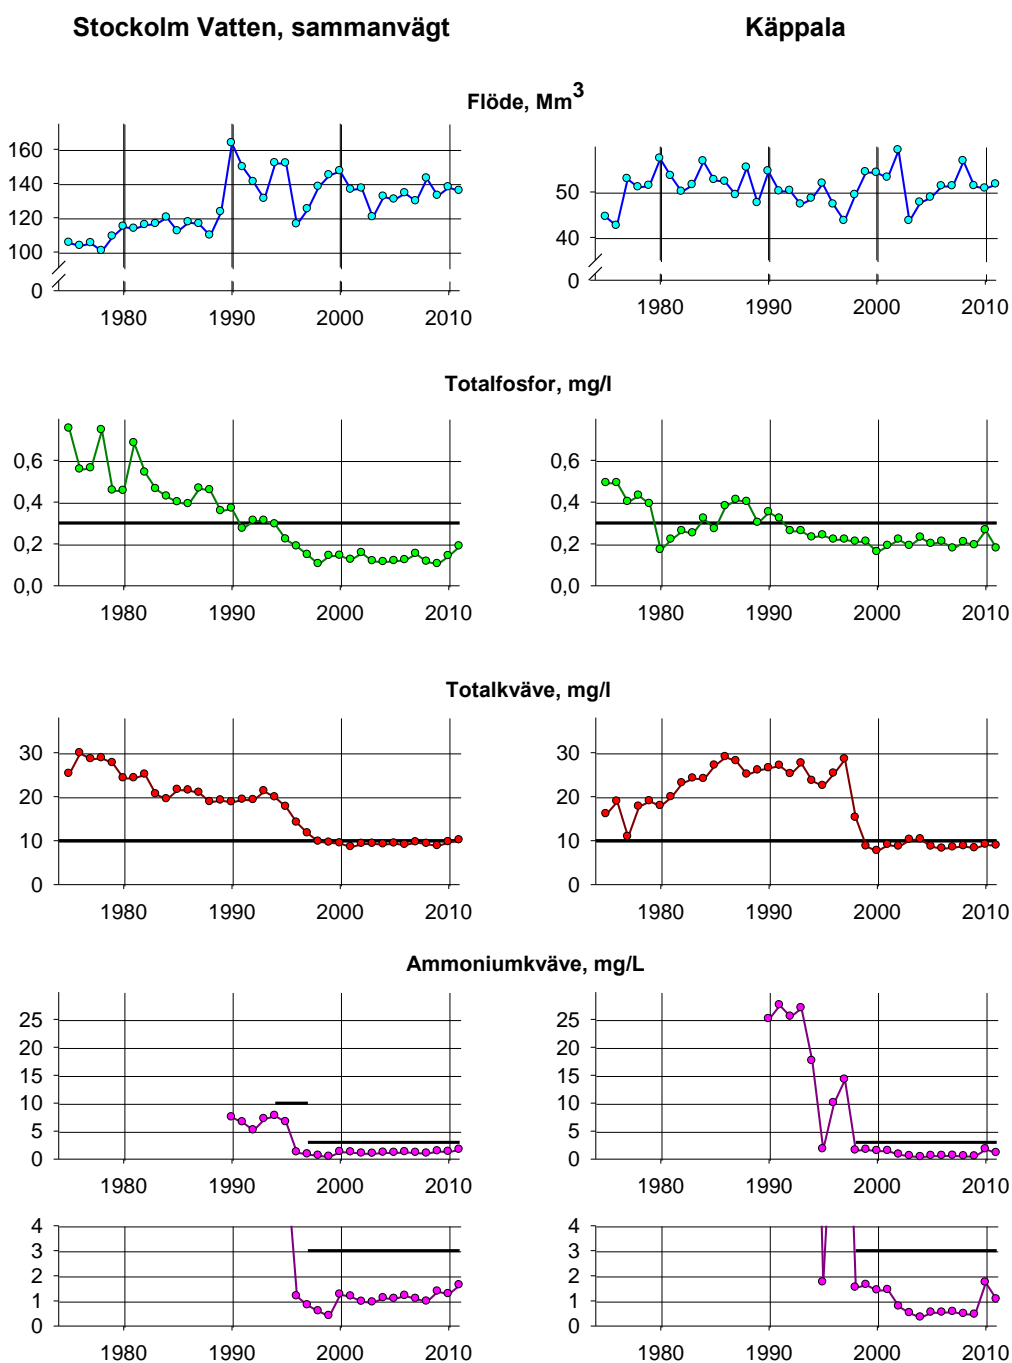 Stockolm Vatten, sammanvägt
Käppala
Flöde, Mm3
160
140
120
100
0
1980 1990 2000 2010
50
40
0
1980 1990 2000 2010
Totalfosfor, mg/l
0,6
0,4
0,2
0,0
1980 1990 2000 2010
0,6
0,4
0,2
0,0
1980 1990 2000 2010
Totalkväve, mg/l
30
20
10
0
1980 1990 2000 2010
30
20
10
0
1980 1990 2000 2010
Ammoniumkväve, mg/L
25
20
15
10
5
0
1980 1990 2000 2010
25
20
15
10
5
0
1980 1990 2000 2010
4
3
2
1
0
1980 1990 2000 2010
4
3
2
1
0
1980 1990 2000 2010